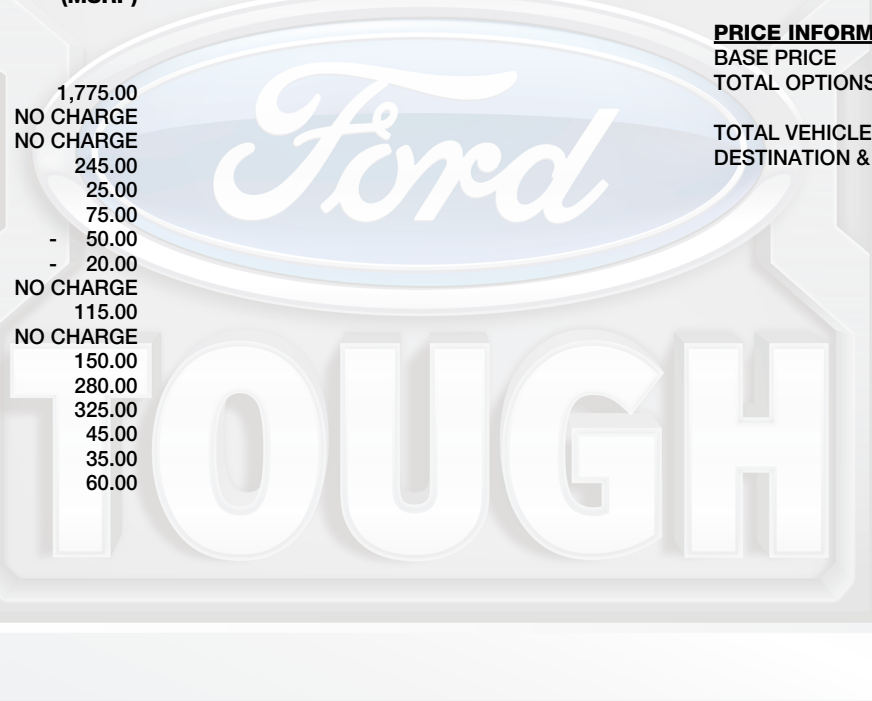 (MSRP)
1,775.00
NO CHARGE
NO CHARGE
245.00
25.00
75.00
- 50.00
- 20.00
NO CHARGE
115.00
NO CHARGE
150.00
280.00
325.00
45.00
35.00
60.00
PRICE INFORM
BASE PRICE
TOTAL OPTIONS
TOTAL VEHICLE
DESTINATION &
Ford
TOUGH